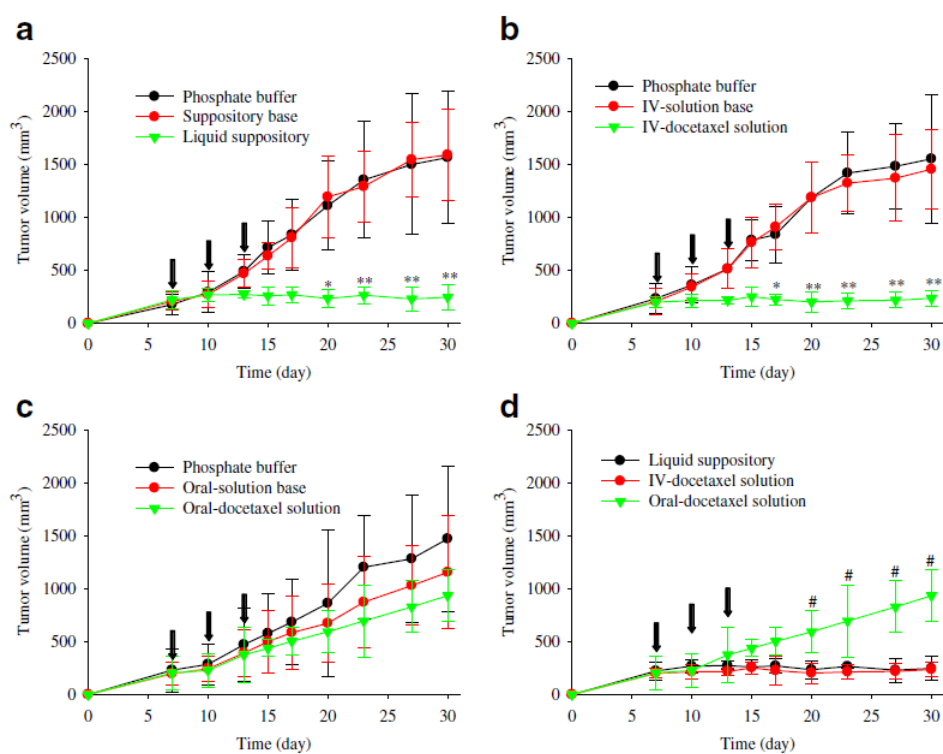 a
2500
2000
1500
1000
500
0
Tumor volume (mm³)
Phosphate buffer
Suppository base
Liquid suppository
* ** ** **
0 5 10 15 20 25 30
Time (day)
b
2500
2000
1500
1000
500
0
Tumor volume (mm³)
Phosphate buffer
IV-solution base
IV-docetaxel solution
* ** ** ** **
0 5 10 15 20 25 30
Time (day)
c
2500
2000
1500
1000
500
0
Tumor volume (mm³)
Phosphate buffer
Oral-solution base
Oral-docetaxel solution
0 5 10 15 20 25 30
Time (day)
d
2500
2000
1500
1000
500
0
Tumor volume (mm³)
Liquid suppository
IV-docetaxel solution
Oral-docetaxel solution
# # # #
0 5 10 15 20 25 30
Time (day)